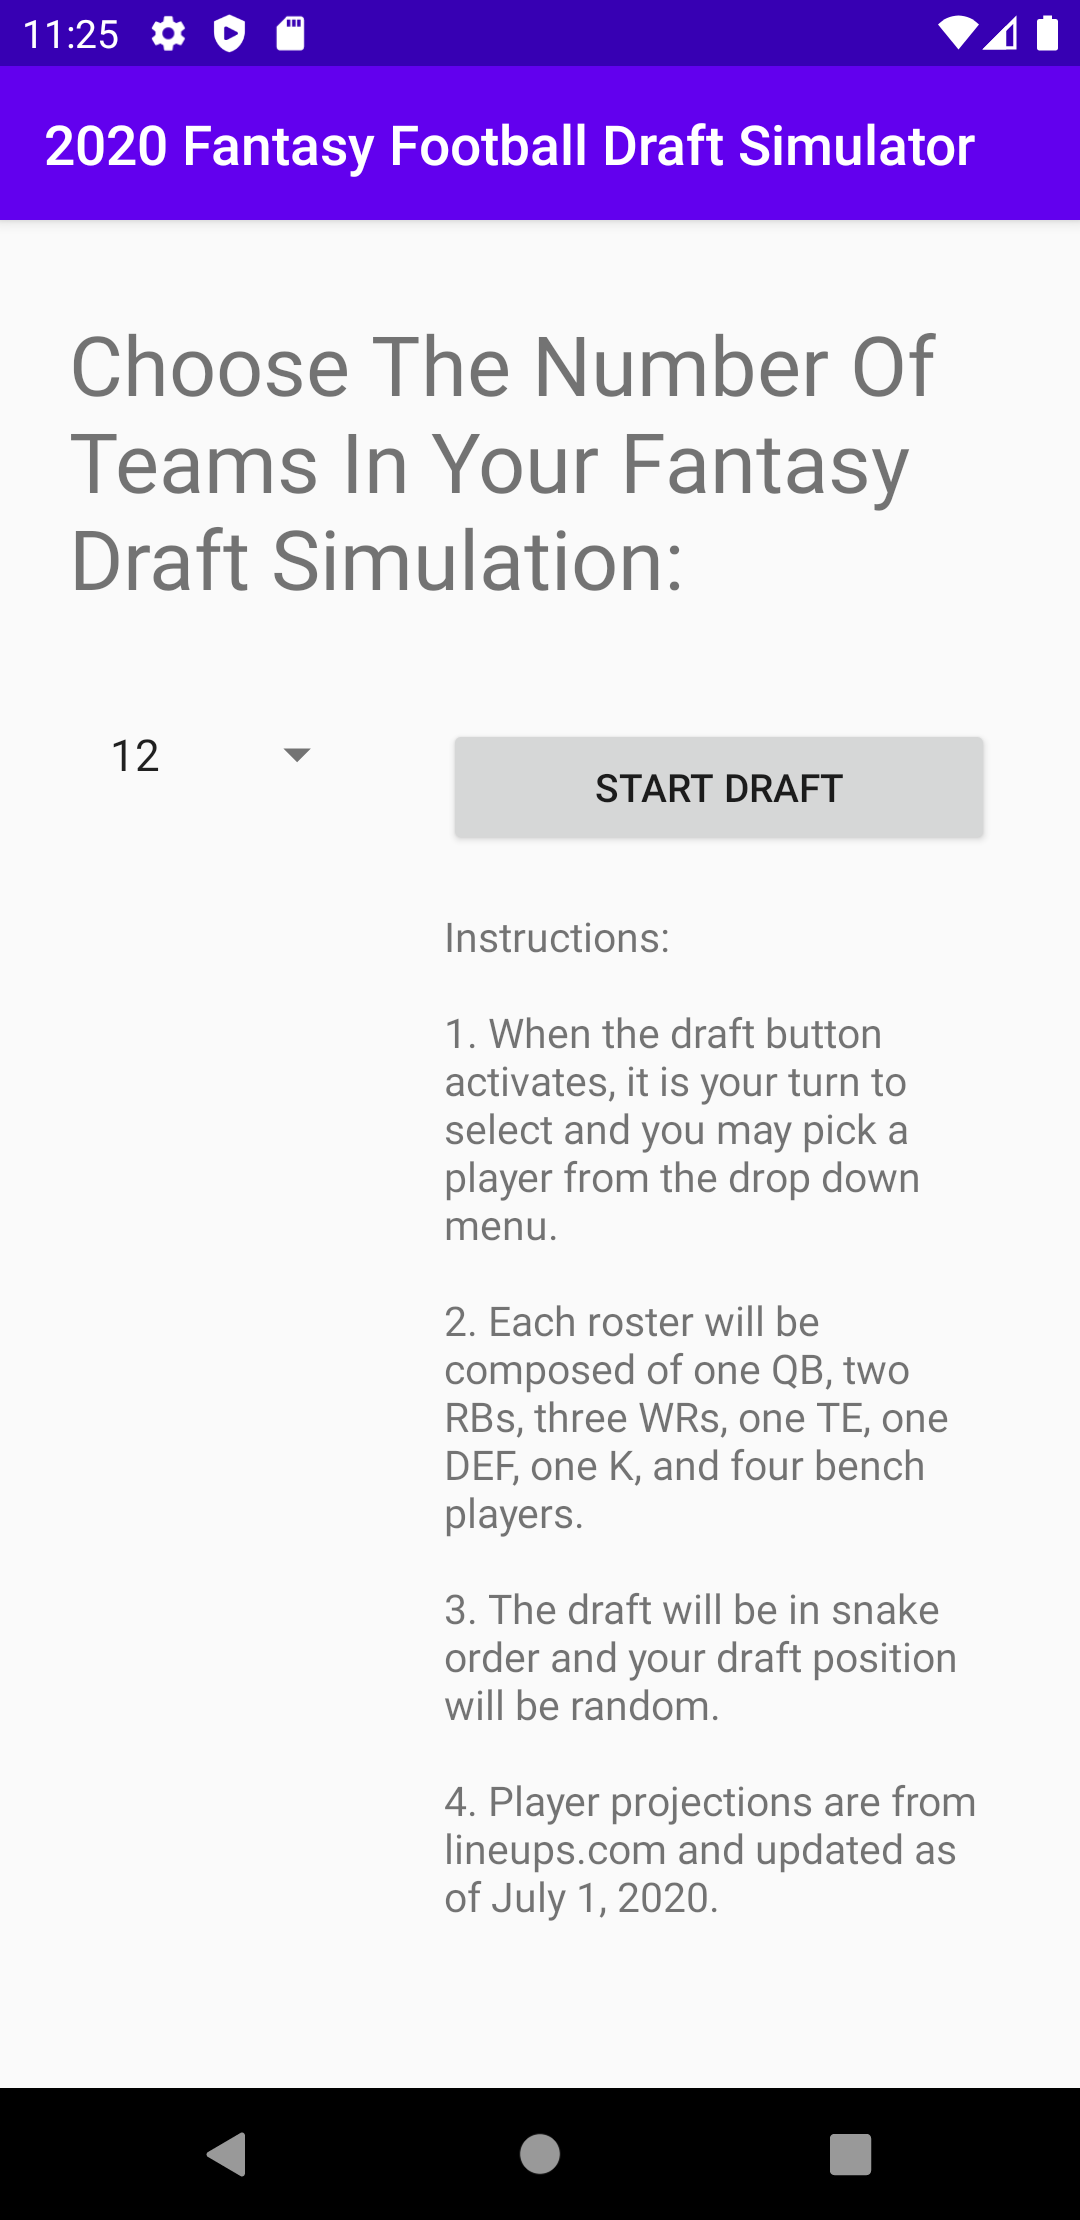 11:25
2020 Fantasy Football Draft Simulator
Choose The Number Of
Teams In Your Fantasy
Draft Simulation:
12
START DRAFT
Instructions:
1. When the draft button
activates, it is your turn to
select and you may pick a
player from the drop down
menu.
2. Each roster will be
composed of one QB, two
RBs, three WRs, one TE, one
DEF, one K, and four bench
players.
3. The draft will be in snake
order and your draft position
will be random.
4. Player projections are from
lineups.com and updated as
of July 1, 2020.